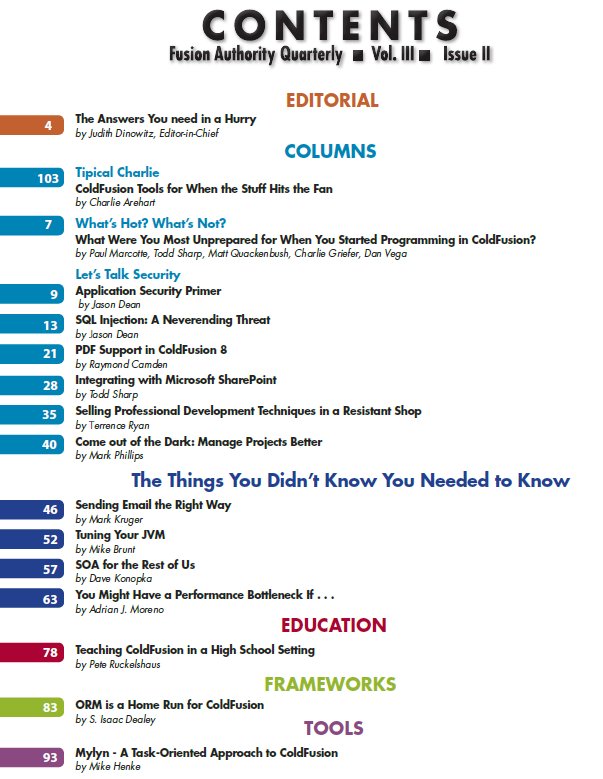 CONTENTS
Fusion Authority Quarterly ■ Vol. III ■ Issue II
EDITORIAL
4 The Answers You need in a Hurry
by Judith Dinowitz, Editor-in-Chief
COLUMNS
103 Tipical Charlie
ColdFusion Tools for When the Stuff Hits the Fan
by Charlie Arehart
7 What's Hot? What's Not?
What Were You Most Unprepared for When You Started Programming in ColdFusion?
by Paul Marcotte, Todd Sharp, Matt Quackenbush, Charlie Griefer, Dan Vega
Let's Talk Security
9 Application Security Primer
by Jason Dean
13 SQL Injection: A Neverending Threat
by Jason Dean
21 PDF Support in ColdFusion 8
by Raymond Camden
28 Integrating with Microsoft SharePoint
by Todd Sharp
35 Selling Professional Development Techniques in a Resistant Shop
by Terrence Ryan
40 Come out of the Dark: Manage Projects Better
by Mark Phillips
The Things You Didn't Know You Needed to Know
46 Sending Email the Right Way
by Mark Kruger
52 Tuning Your JVM
by Mike Brunt
57 SOA for the Rest of Us
by Dave Konopka
63 You Might Have a Performance Bottleneck If . . .
by Adrian J. Moreno
EDUCATION
78 Teaching ColdFusion in a High School Setting
by Pete Ruckelshaus
FRAMEWORKS
83 ORM is a Home Run for ColdFusion
by S. Isaac Dealey
TOOLS
93 Mylyn - A Task-Oriented Approach to ColdFusion
by Mike Henke